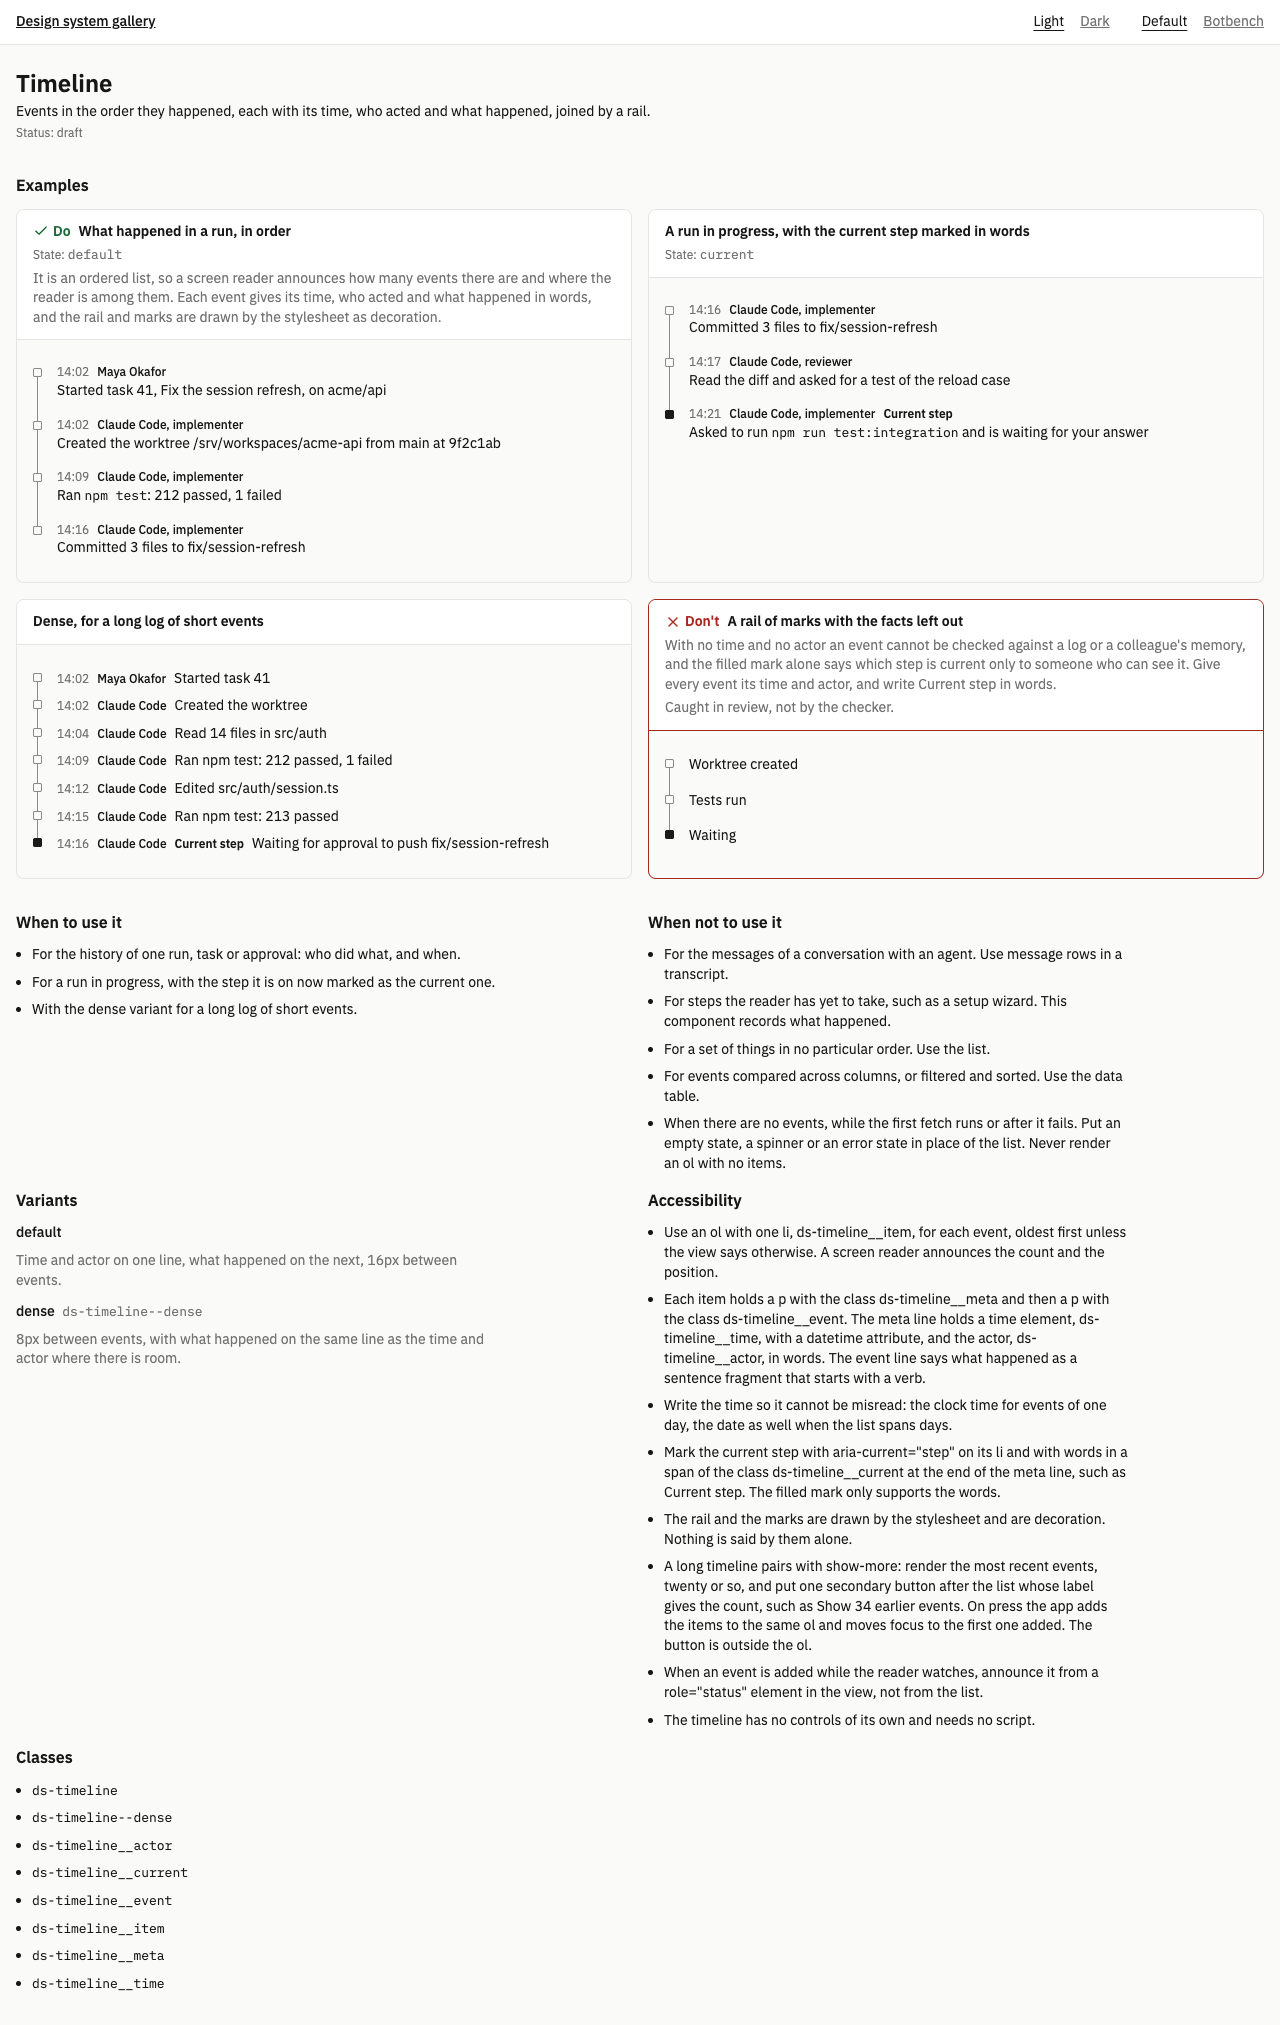 Design system gallery
Light Dark Default Botbench
Timeline
Events in the order they happened, each with its time, who acted and what happened, joined by a rail.
Status: draft
Examples
Do What happened in a run, in order
State: default
It is an ordered list, so a screen reader announces how many events there are and where the
reader is among them. Each event gives its time, who acted and what happened in words,
and the rail and marks are drawn by the stylesheet as decoration.
14:02 Maya Okafor
Started task 41, Fix the session refresh, on acme/api
14:02 Claude Code, implementer
Created the worktree /srv/workspaces/acme-api from main at 9f2c1ab
14:09 Claude Code, implementer
Ran npm test: 212 passed, 1 failed
14:16 Claude Code, implementer
Committed 3 files to fix/session-refresh
A run in progress, with the current step marked in words
State: current
14:16 Claude Code, implementer
Committed 3 files to fix/session-refresh
14:17 Claude Code, reviewer
Read the diff and asked for a test of the reload case
14:21 Claude Code, implementer Current step
Asked to run npm run test:integration and is waiting for your answer
Dense, for a long log of short events
14:02 Maya Okafor Started task 41
14:02 Claude Code Created the worktree
14:04 Claude Code Read 14 files in src/auth
14:09 Claude Code Ran npm test: 212 passed, 1 failed
14:12 Claude Code Edited src/auth/session.ts
14:15 Claude Code Ran npm test: 213 passed
14:16 Claude Code Current step Waiting for approval to push fix/session-refresh
Don't A rail of marks with the facts left out
With no time and no actor an event cannot be checked against a log or a colleague's memory,
and the filled mark alone says which step is current only to someone who can see it. Give
every event its time and actor, and write Current step in words.
Caught in review, not by the checker.
Worktree created
Tests run
Waiting
When to use it
For the history of one run, task or approval: who did what, and when.
For a run in progress, with the step it is on now marked as the current one.
With the dense variant for a long log of short events.
When not to use it
For the messages of a conversation with an agent. Use message rows in a
transcript.
For steps the reader has yet to take, such as a setup wizard. This
component records what happened.
For a set of things in no particular order. Use the list.
For events compared across columns, or filtered and sorted. Use the data
table.
When there are no events, while the first fetch runs or after it fails. Put an
empty state, a spinner or an error state in place of the list. Never render
an ol with no items.
Variants
default
Time and actor on one line, what happened on the next, 16px between
events.
dense ds-timeline--dense
8px between events, with what happened on the same line as the time and
actor where there is room.
Accessibility
Use an ol with one li, ds-timeline__item, for each event, oldest first unless
the view says otherwise. A screen reader announces the count and the
position.
Each item holds a p with the class ds-timeline__meta and then a p with
the class ds-timeline__event. The meta line holds a time element, ds-
timeline__time, with a datetime attribute, and the actor, ds-
timeline__actor, in words. The event line says what happened as a
sentence fragment that starts with a verb.
Write the time so it cannot be misread: the clock time for events of one
day, the date as well when the list spans days.
Mark the current step with aria-current="step" on its li and with words in a
span of the class ds-timeline__current at the end of the meta line, such as
Current step. The filled mark only supports the words.
The rail and the marks are drawn by the stylesheet and are decoration.
Nothing is said by them alone.
A long timeline pairs with show-more: render the most recent events,
twenty or so, and put one secondary button after the list whose label
gives the count, such as Show 34 earlier events. On press the app adds
the items to the same ol and moves focus to the first one added. The
button is outside the ol.
When an event is added while the reader watches, announce it from a
role="status" element in the view, not from the list.
The timeline has no controls of its own and needs no script.
Classes
ds-timeline
ds-timeline--dense
ds-timeline__actor
ds-timeline__current
ds-timeline__event
ds-timeline__item
ds-timeline__meta
ds-timeline__time